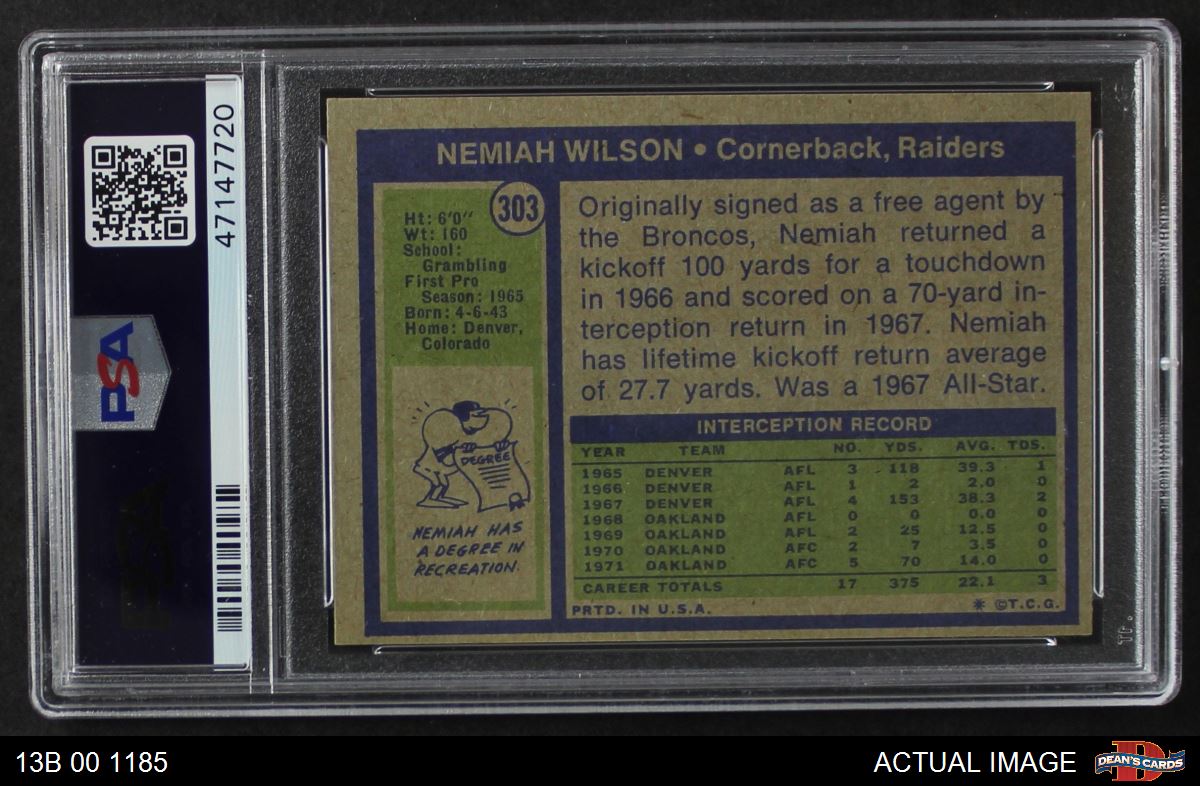 47147720
PSA
NEMIAH WILSON • Cornerback, Raiders
303
Ht: 6'0"
Wt: 160
School:
Grambling
First Pro
Season: 1965
Born: 4-6-43
Home: Denver,
Colorado
DEGREE
NEMIAH HAS
A DEGREE IN
RECREATION.
Originally signed as a free agent by
the Broncos, Nemiah returned a
kickoff 100 yards for a touchdown
in 1966 and scored on a 70-yard in-
terception return in 1967. Nemiah
has lifetime kickoff return average
of 27.7 yards. Was a 1967 All-Star.
INTERCEPTION RECORD
YEAR TEAM NO. YDS. AVG. TDS.
1965 DENVER AFL 3 118 39.3 1
1966 DENVER AFL 1 2 2.0 0
1967 DENVER AFL 4 153 38.3 2
1968 OAKLAND AFL 0 0 0.0 0
1969 OAKLAND AFL 2 25 12.5 0
1970 OAKLAND AFC 2 7 3.5 0
1971 OAKLAND AFC 5 70 14.0 0
CAREER TOTALS 17 375 22.1 3
PRTD. IN U.S.A. * ©T.C.G.
13B 00 1185
ACTUAL IMAGE
DEAN'S CARDS